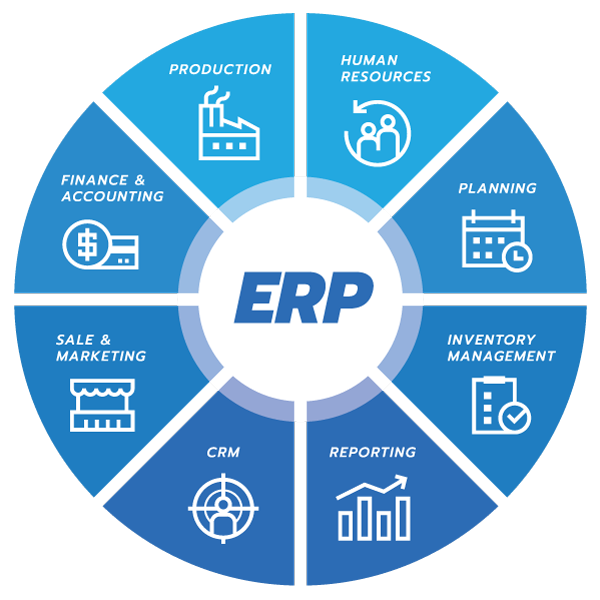 PRODUCTION
HUMAN
RESOURCES
FINANCE &
ACCOUNTING
PLANNING
ERP
SALE &
MARKETING
INVENTORY
MANAGEMENT
CRM
REPORTING